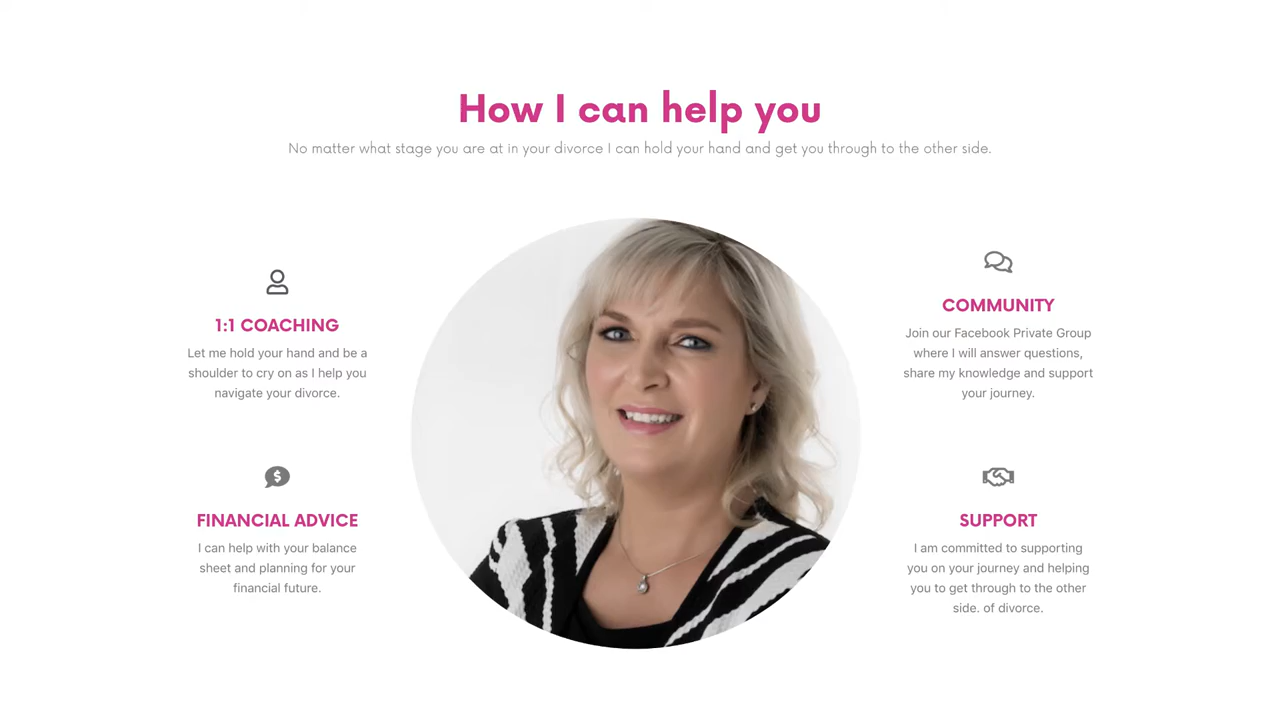 How I can help you
No matter what stage you are at in your divorce I can hold your hand and get you through to the other side.
1:1 COACHING
Let me hold your hand and be a
shoulder to cry on as I help you
navigate your divorce.
FINANCIAL ADVICE
I can help with your balance
sheet and planning for your
financial future.
COMMUNITY
Join our Facebook Private Group
where I will answer questions,
share my knowledge and support
your journey.
SUPPORT
I am committed to supporting
you on your journey and helping
you to get through to the other
side. of divorce.